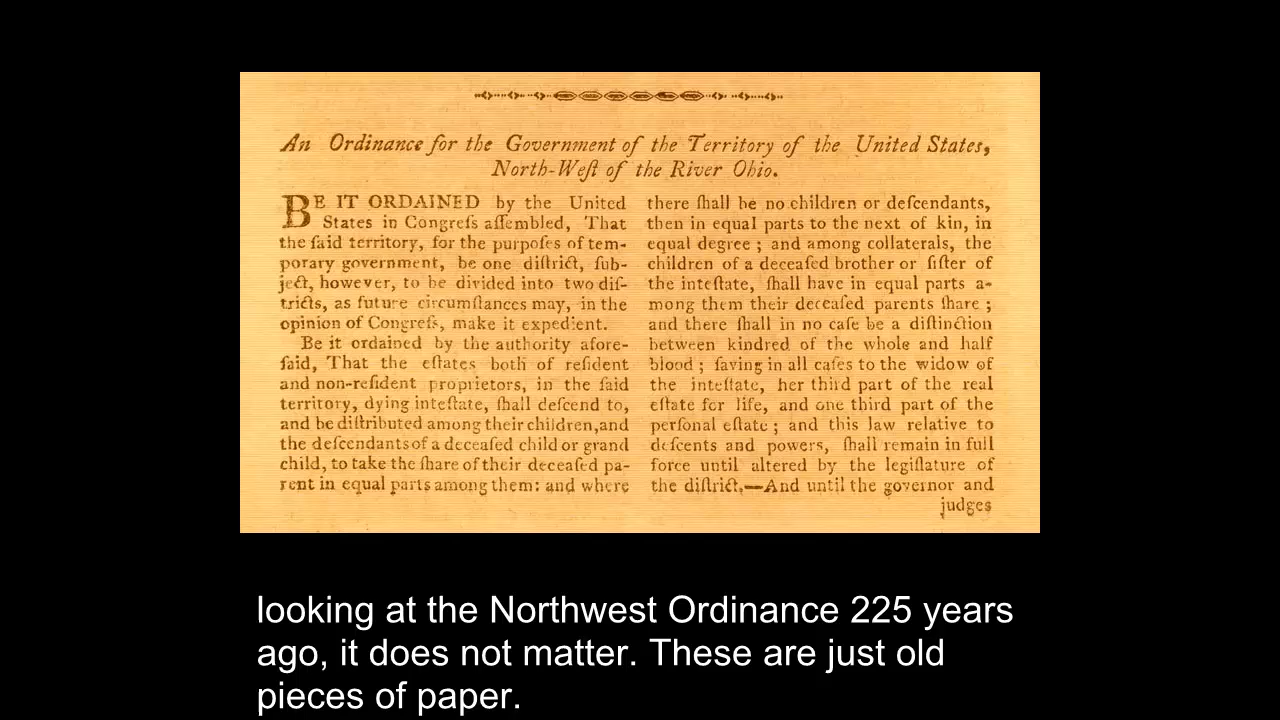 An Ordinance for the Government of the Territory of the United States,
North-Weſt of the River Ohio.
BE IT ORDAINED by the United
States in Congreſs aſſembled, That
the ſaid territory, for the purpoſes of tem-
porary government, be one diſtrict, ſub-
ject, however, to be divided into two diſ-
tricts, as future circumſtances may, in the
opinion of Congreſs, make it expedient.
Be it ordained by the authority afore-
ſaid, That the eſtates both of reſident
and non-reſident proprietors, in the ſaid
territory, dying inteſtate, ſhall deſcend to,
and be diſtributed among their children, and
the deſcendants of a deceaſed child or grand
child, to take the ſhare of their deceaſed pa-
rent in equal parts among them: and where
there ſhall be no children or deſcendants,
then in equal parts to the next of kin, in
equal degree; and among collaterals, the
children of a deceaſed brother or ſiſter of
the inteſtate, ſhall have in equal parts a-
mong them their deceaſed parents ſhare;
and there ſhall in no caſe be a diſtinction
between kindred of the whole and half
blood; ſaving in all caſes to the widow of
the inteſtate, her third part of the real
eſtate for life, and one third part of the
perſonal eſtate; and this law relative to
deſcents and powers, ſhall remain in full
force until altered by the legiſlature of
the diſtrict.—And until the governor and
judges
looking at the Northwest Ordinance 225 years
ago, it does not matter. These are just old
pieces of paper.